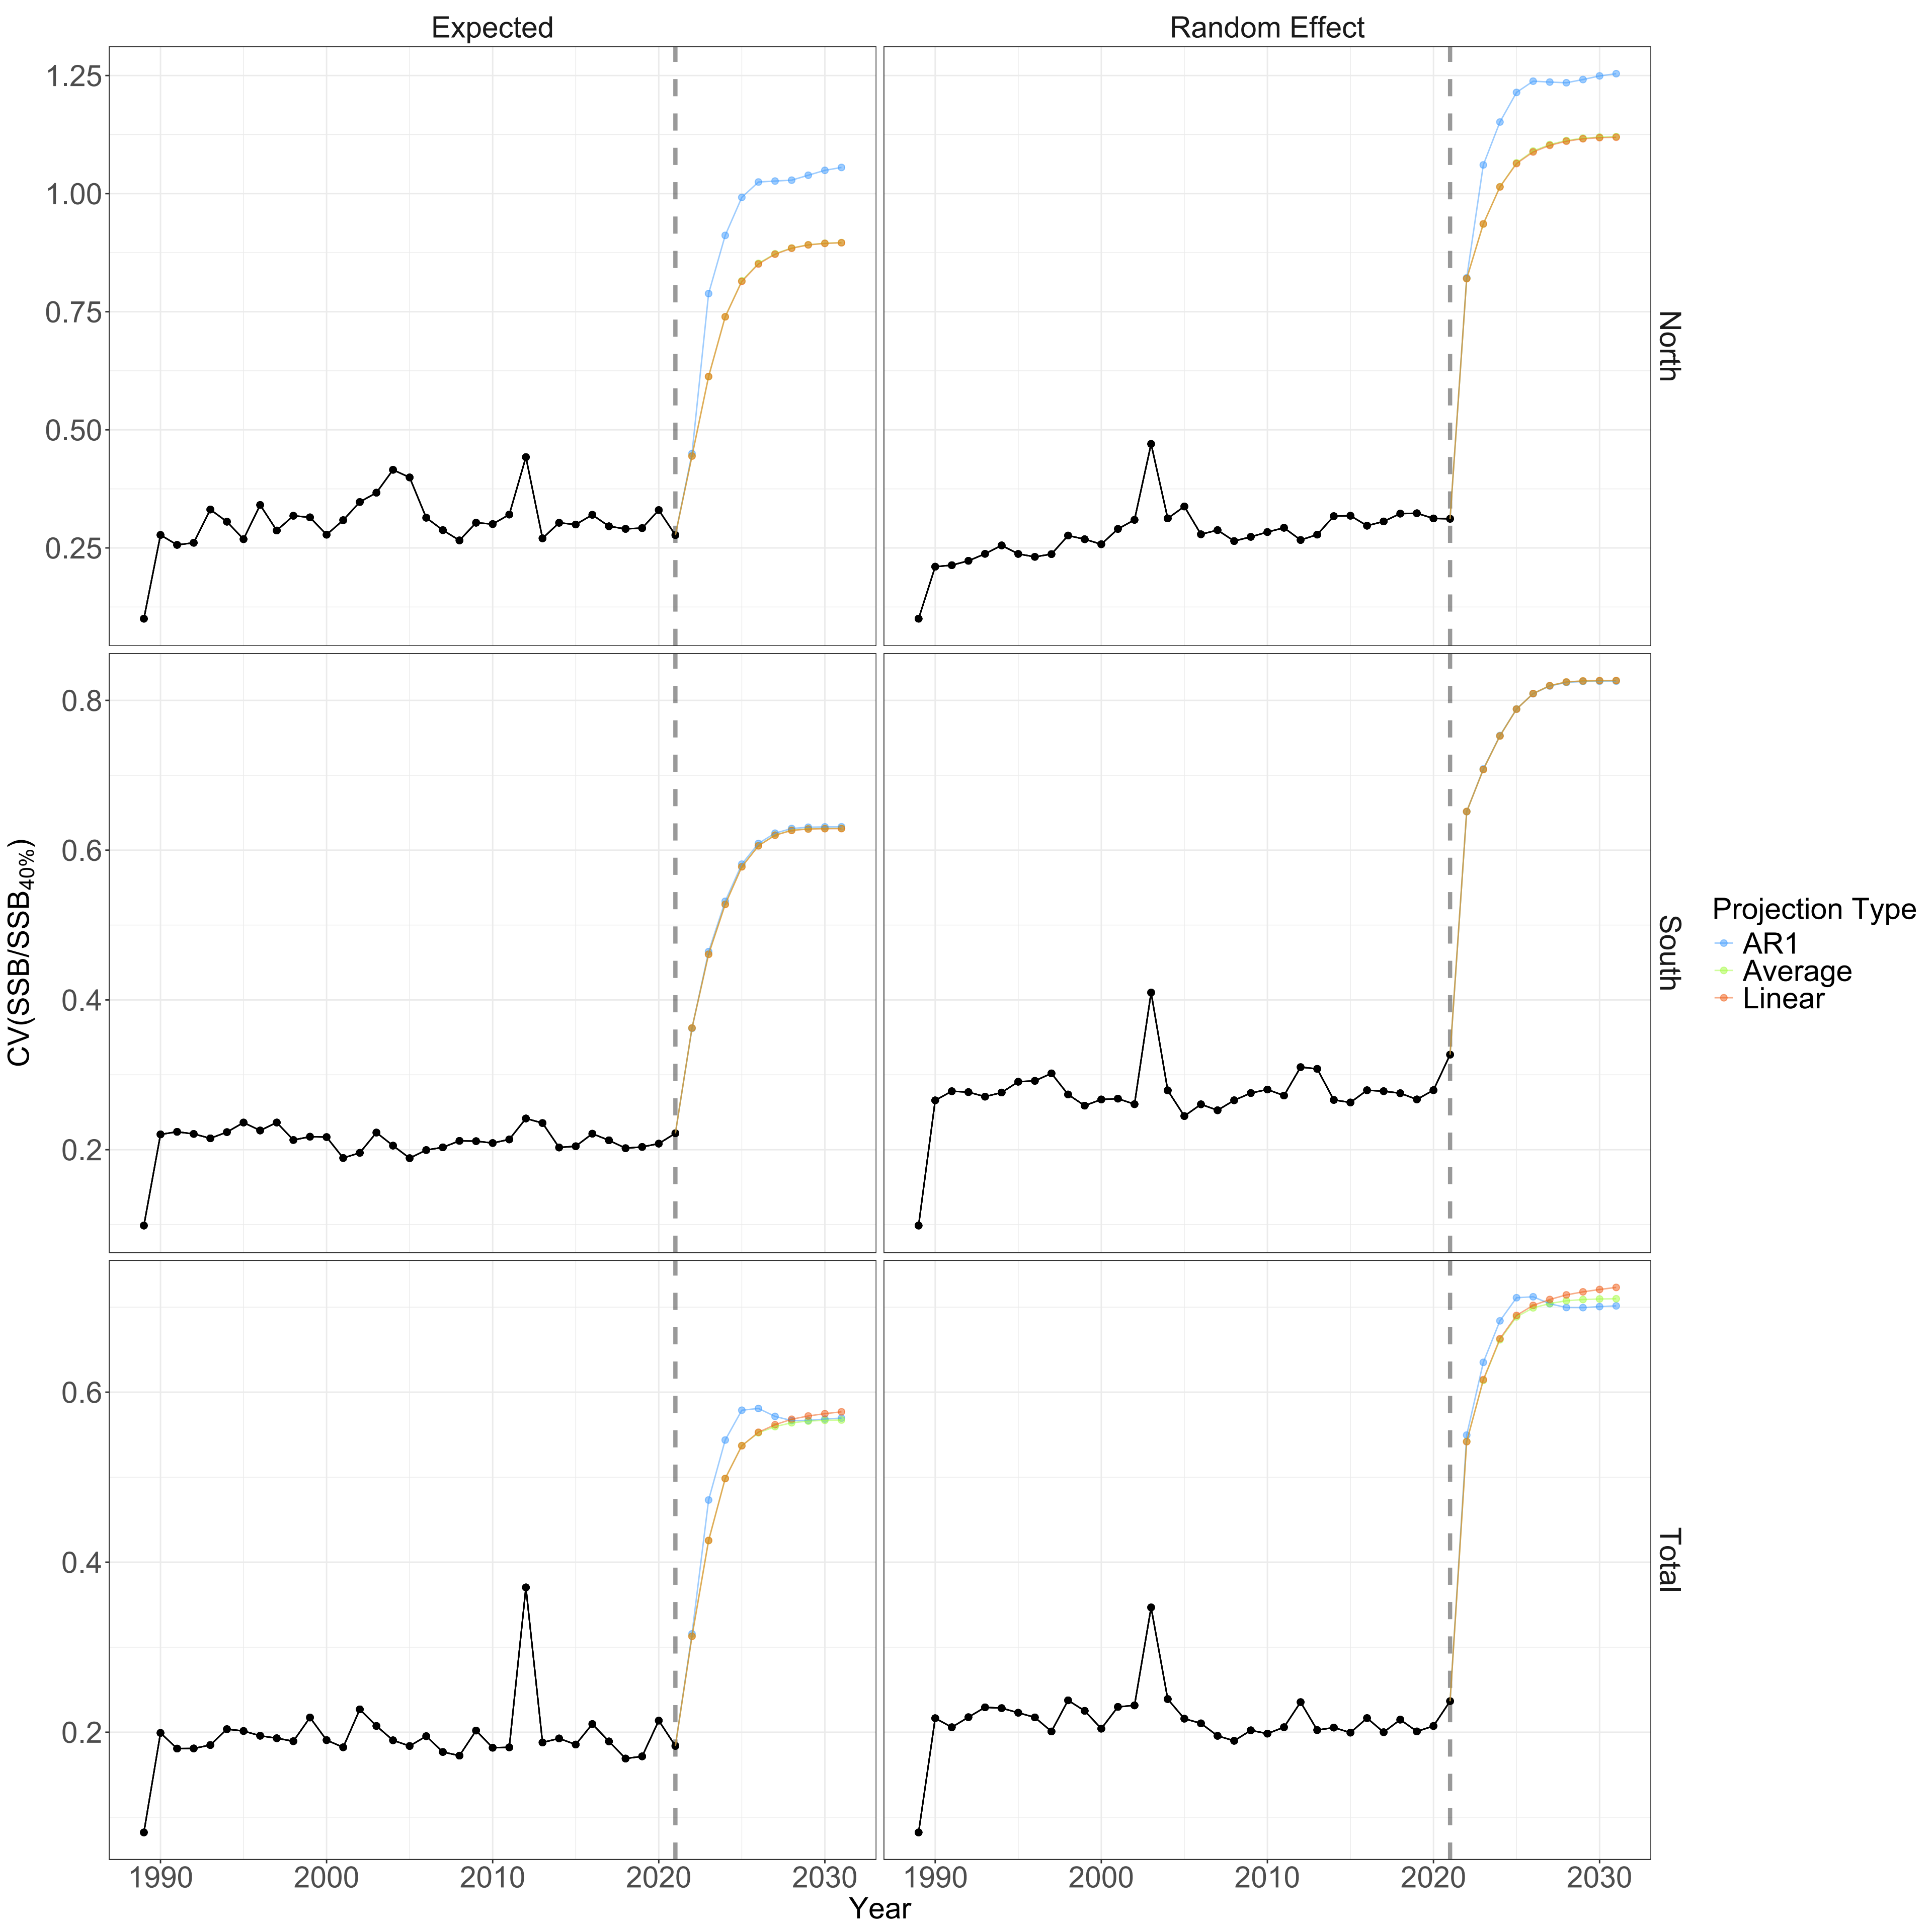 Expected Random Effect
1.25
1.00
0.75
0.50
0.25
North
0.8
0.6
0.4
0.2
South
0.6
0.4
0.2
Total
CV(SSB/SSB40%)
Projection Type
AR1
Average
Linear
1990 2000 2010 2020 2030 1990 2000 2010 2020 2030
Year